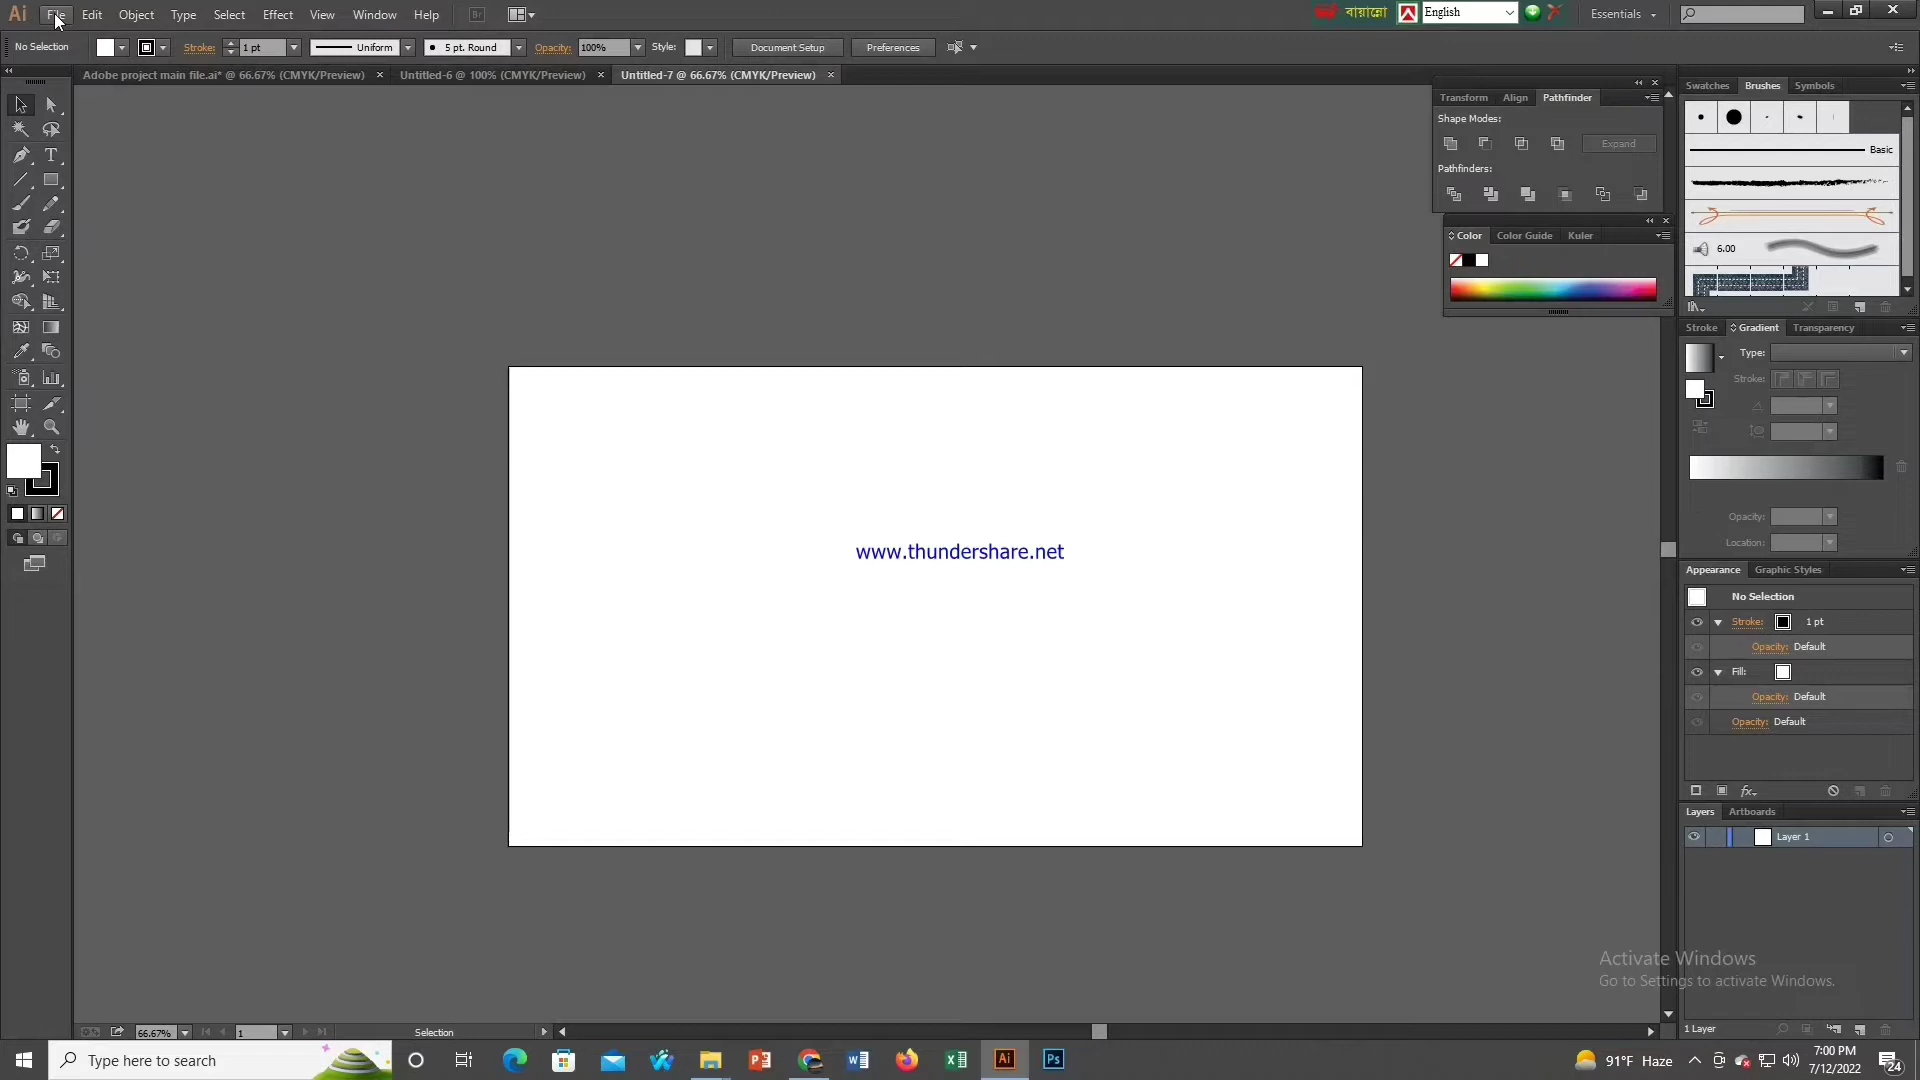 Ai File Edit Object Type Select Effect View Window Help Br বায়ান্নো English Essentials
No Selection Stroke: 1 pt Uniform 5 pt. Round Opacity: 100% Style: Document Setup Preferences
Adobe project main file.ai* @ 66.67% (CMYK/Preview) × Untitled-6 @ 100% (CMYK/Preview) × Untitled-7 @ 66.67% (CMYK/Preview) ×
Transform Align Pathfinder
Shape Modes:
Expand
Pathfinders:
Color Color Guide Kuler
Swatches Brushes Symbols
Basic
6.00
Stroke Gradient Transparency
Type:
Stroke:
Opacity:
Location:
www.thundershare.net
Appearance Graphic Styles
No Selection
Stroke: 1 pt
Opacity: Default
Fill:
Opacity: Default
Opacity: Default
fx
Layers Artboards
Layer 1
Activate Windows
Go to Settings to activate Windows.
1 Layer
66.67% 1 Selection
Type here to search
Ai Ps
91°F Haze
7:00 PM
7/12/2022
24